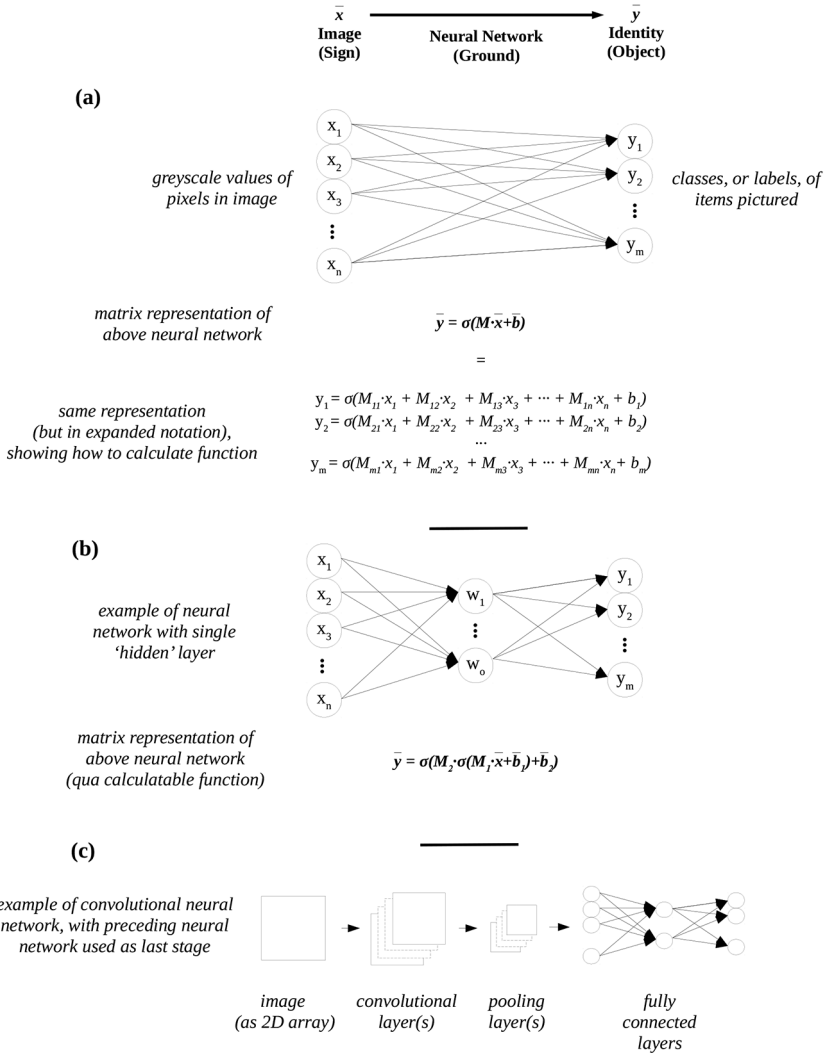 x̅ y̅
Image Neural Network Identity
(Sign) (Ground) (Object)
(a)
x1
x2
x3
xn
y1
y2
ym
greyscale values of
pixels in image
classes, or labels, of
items pictured
matrix representation of
above neural network
y̅ = σ(M·x̅+b̅)
=
same representation
(but in expanded notation),
showing how to calculate function
y1 = σ(M11·x1 + M12·x2 + M13·x3 + ··· + M1n·xn + b1)
y2 = σ(M21·x1 + M22·x2 + M23·x3 + ··· + M2n·xn + b2)
...
ym = σ(Mm1·x1 + Mm2·x2 + Mm3·x3 + ··· + Mmn·xn+ bm)
(b)
x1
x2
x3
xn
w1
wo
y1
y2
ym
example of neural
network with single
‘hidden’ layer
matrix representation of
above neural network
(qua calculatable function)
y̅ = σ(M2·σ(M1·x̅+b̅1)+b̅2)
(c)
example of convolutional neural
network, with preceding neural
network used as last stage
image
(as 2D array)
convolutional
layer(s)
pooling
layer(s)
fully
connected
layers